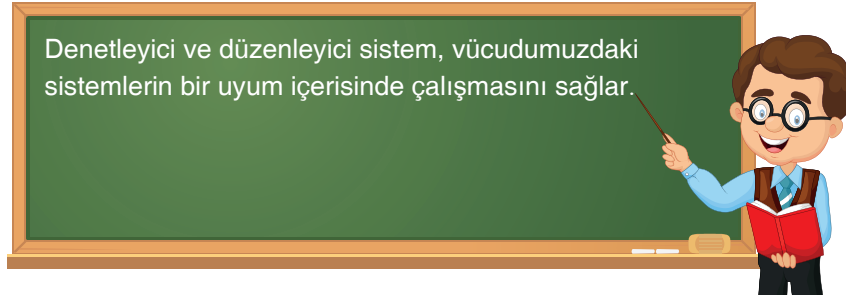 Denetleyici ve düzenleyici sistem, vücudumuzdaki
sistemlerin bir uyum içerisinde çalışmasını sağlar.